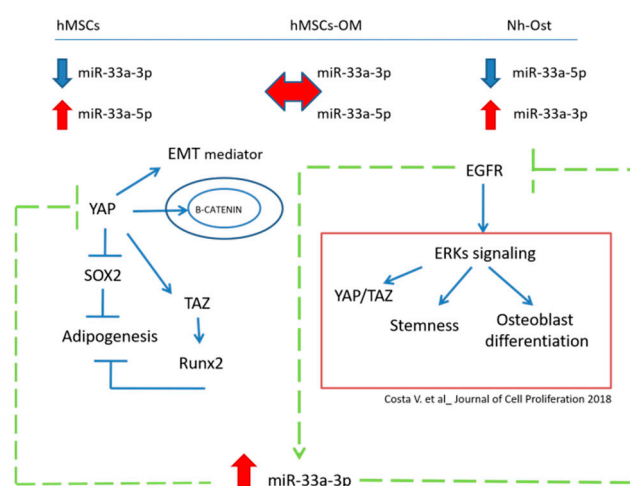 hMSCs hMSCs-OM Nh-Ost
miR-33a-3p miR-33a-3p miR-33a-5p
miR-33a-5p miR-33a-5p miR-33a-3p
EMT mediator
EGFR
YAP
B-CATENIN
SOX2
ERKs signaling
YAP/TAZ
TAZ
Stemness
Osteoblast
differentiation
Adipogenesis
Runx2
Costa V. et al_ Journal of Cell Proliferation 2018
miR-33a-3p